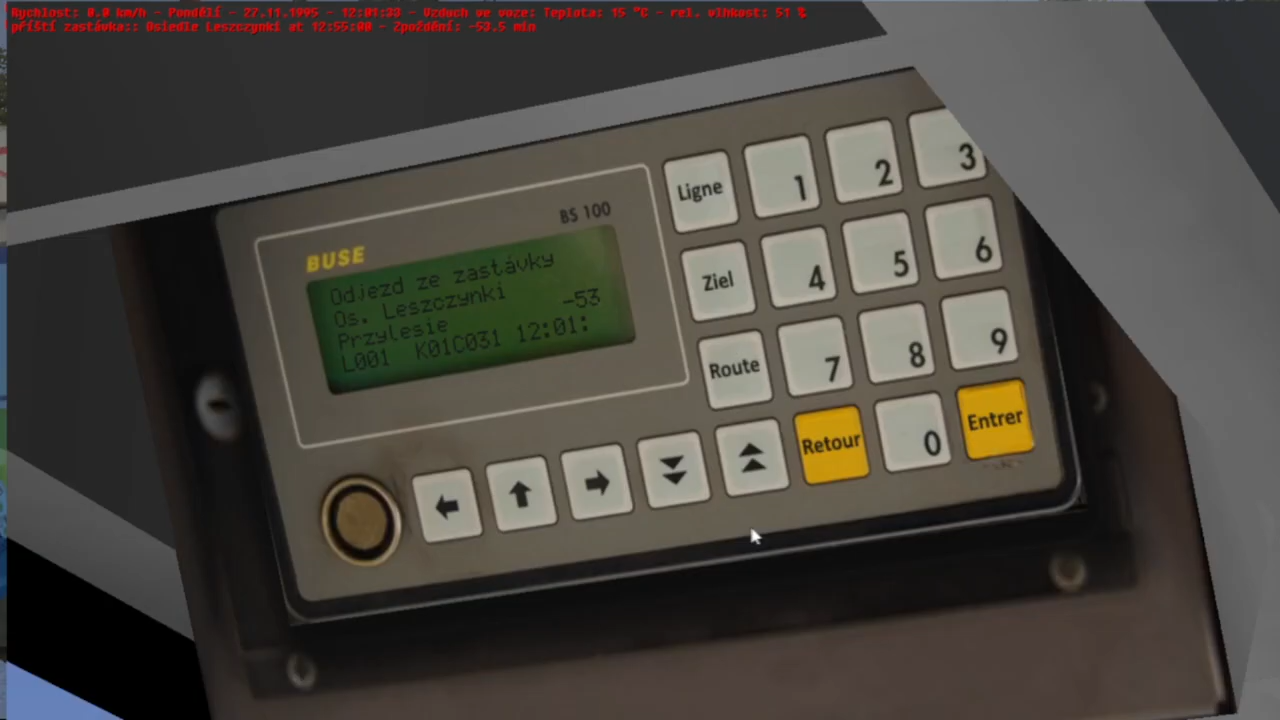 Rychlost: 0.0 km/h - Pondělí - 27.11.1995 - 12:01:33 - Vzduch ve voze: Teplota: 15 °C - rel. vlhkost: 51 %
příští zastávka:: Osiedle Leszczynki at 12:55:00 - Zpoždění: -53.5 min
BUSE
BS 100
Odjezd ze zastávky
Os. Leszczynki
Przylesie -53
L001 K01C031 12:01:
Ligne 1 2 3
Ziel 4 5 6
Route 7 8 9
Retour 0 Entrer